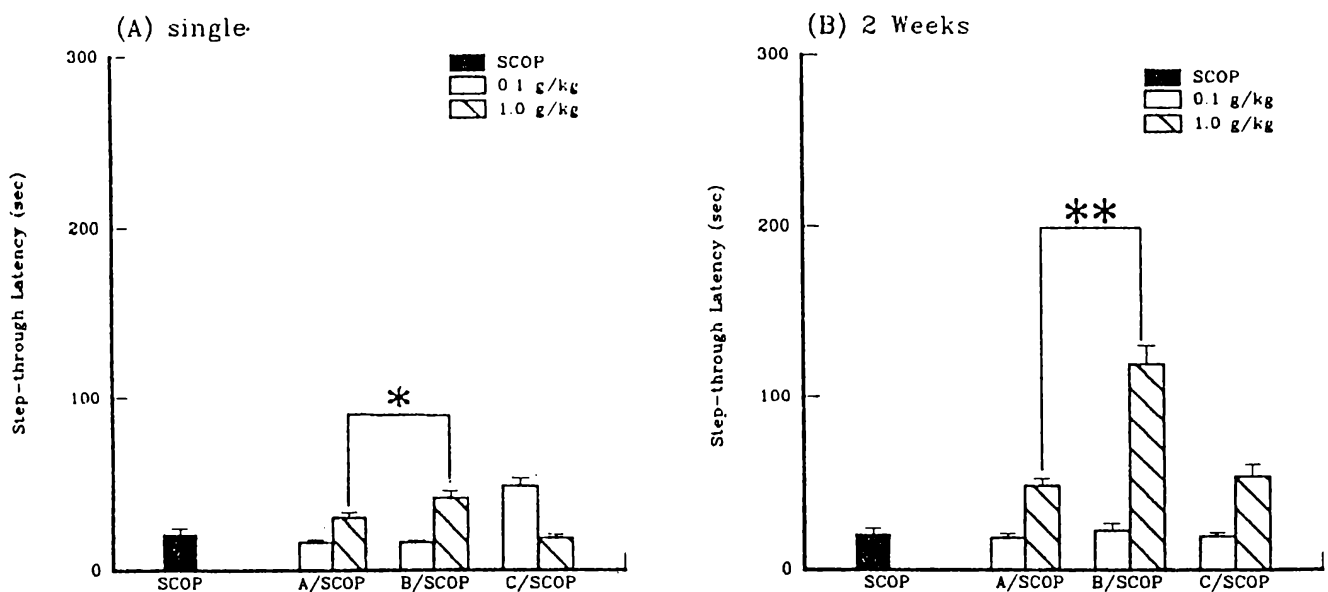 (A) single
300
SCOP
0.1 g/kg
1.0 g/kg
200
100
0
Step-through Latency (sec)
*
SCOP A/SCOP B/SCOP C/SCOP
(B) 2 Weeks
300
SCOP
0.1 g/kg
1.0 g/kg
200
100
0
Step-through Latency (sec)
**
SCOP A/SCOP B/SCOP C/SCOP